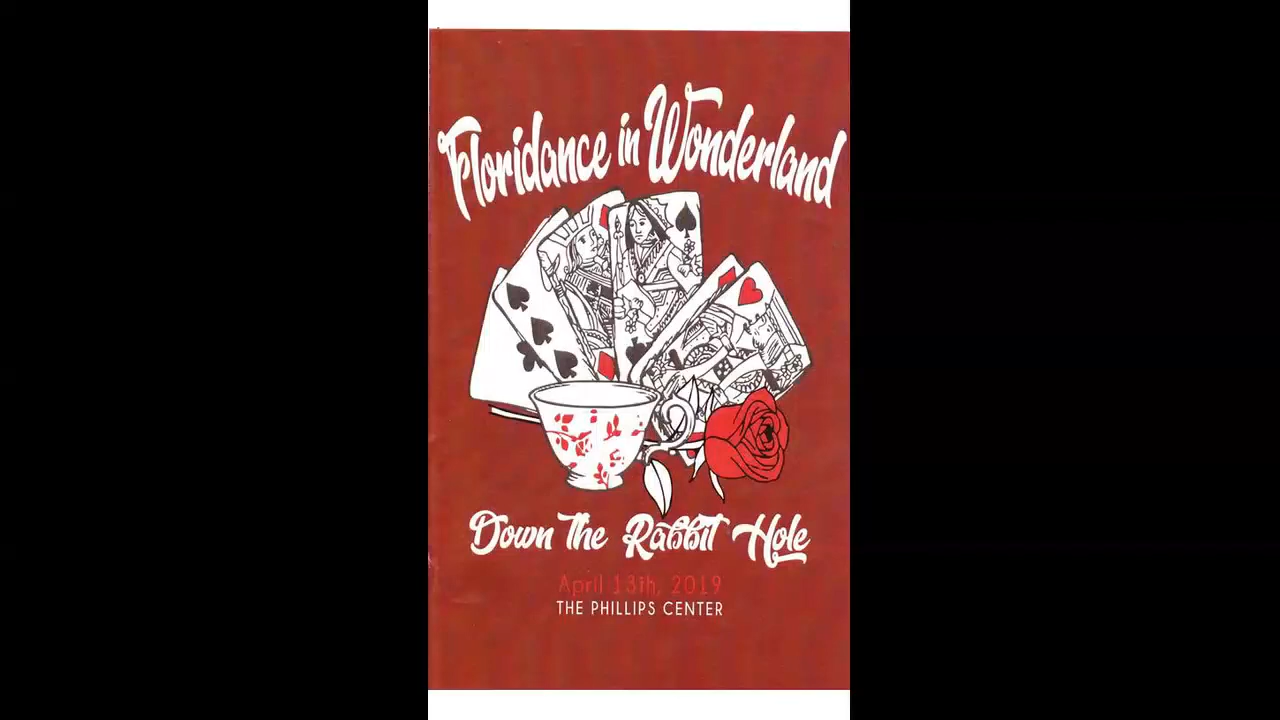 Floridance in Wonderland
Down The Rabbit Hole
April 13th, 2019
THE PHILLIPS CENTER